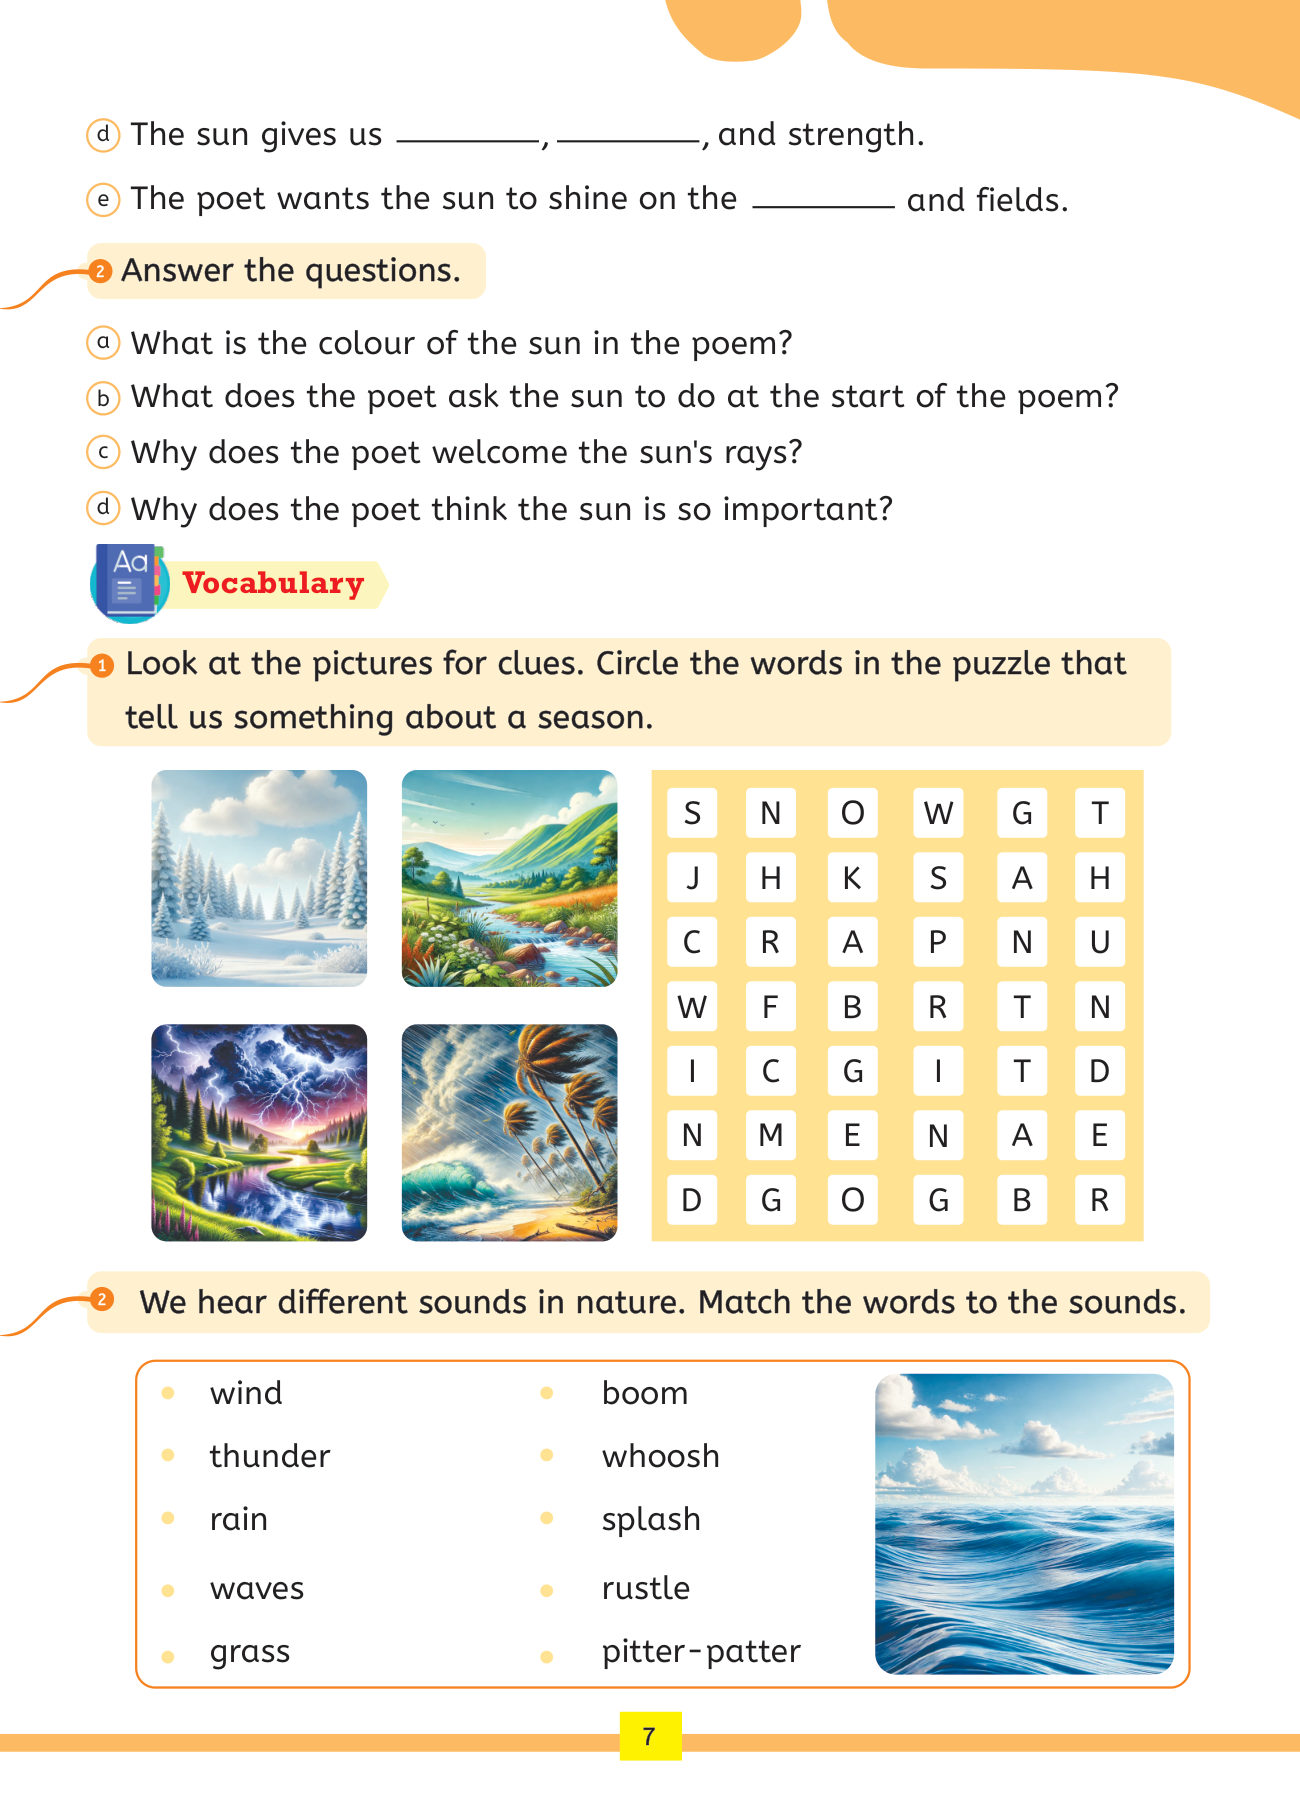 d The sun gives us ________, ________, and strength.
e The poet wants the sun to shine on the ________ and fields.
2 Answer the questions.
a What is the colour of the sun in the poem?
b What does the poet ask the sun to do at the start of the poem?
c Why does the poet welcome the sun's rays?
d Why does the poet think the sun is so important?
Aa
Vocabulary
1 Look at the pictures for clues. Circle the words in the puzzle that
tell us something about a season.
S N O W G T
J H K S A H
C R A P N U
W F B R T N
I C G I T D
N M E N A E
D G O G B R
2 We hear different sounds in nature. Match the words to the sounds.
wind boom
thunder whoosh
rain splash
waves rustle
grass pitter-patter
7